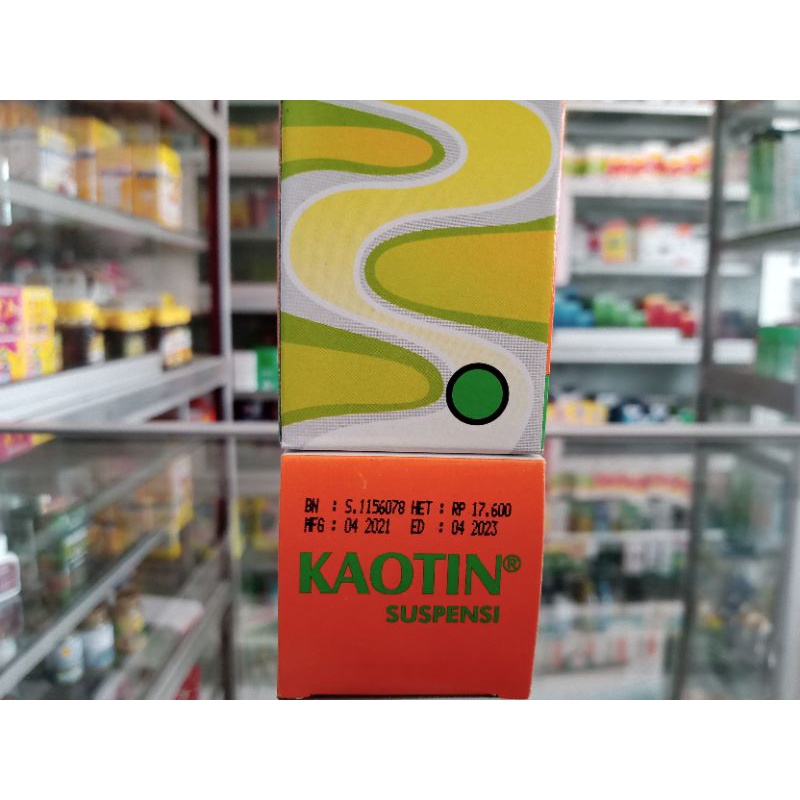 BN : S.1156078 HET : RP 17.600
MFG : 04 2021 ED : 04 2023
KAOTIN®
SUSPENSI